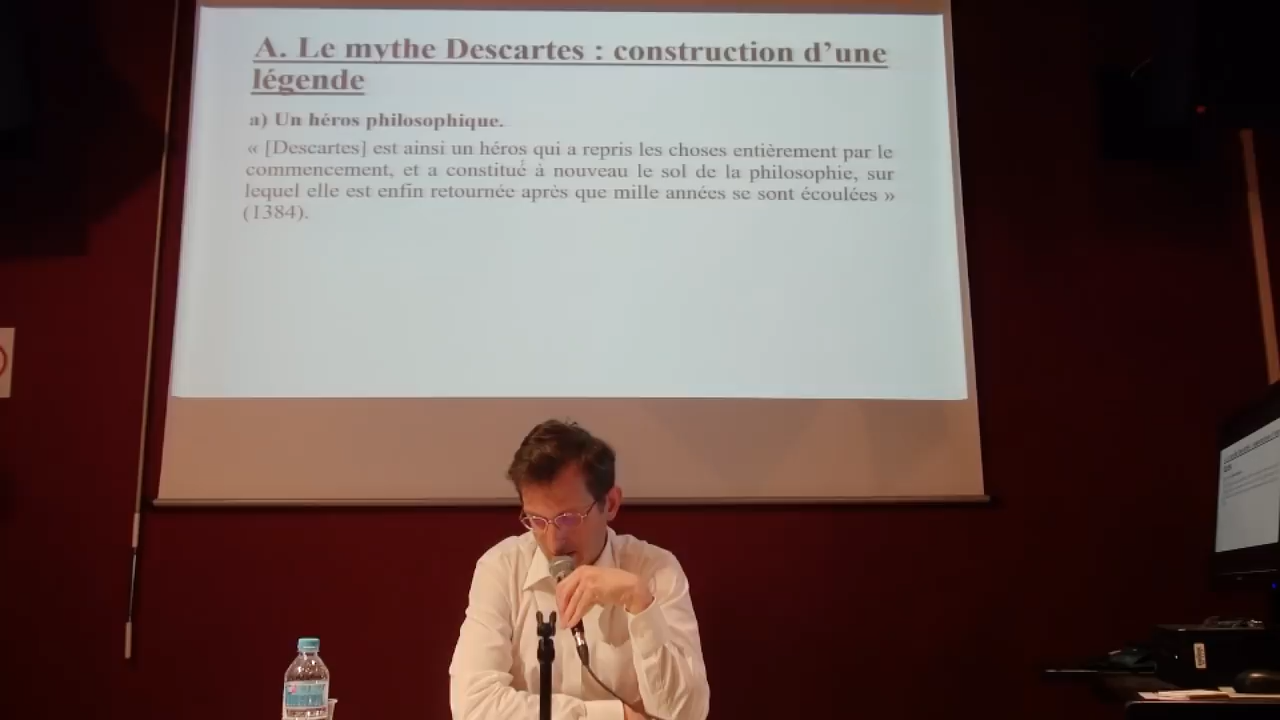 A. Le mythe Descartes : construction d’une
légende
a) Un héros philosophique.
« [Descartes] est ainsi un héros qui a repris les choses entièrement par le
commencement, et a constitué à nouveau le sol de la philosophie, sur
lequel elle est enfin retournée après que mille années se sont écoulées »
(1384).